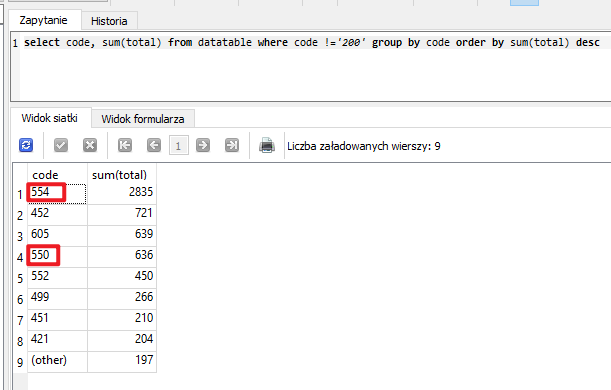 Zapytanie Historia
1 select code, sum(total) from datatable where code !='200' group by code order by sum(total) desc
Widok siatki Widok formularza
1 Liczba załadowanych wierszy: 9
code sum(total)
1 554 2835
2 452 721
3 605 639
4 550 636
5 552 450
6 499 266
7 451 210
8 421 204
9 (other) 197